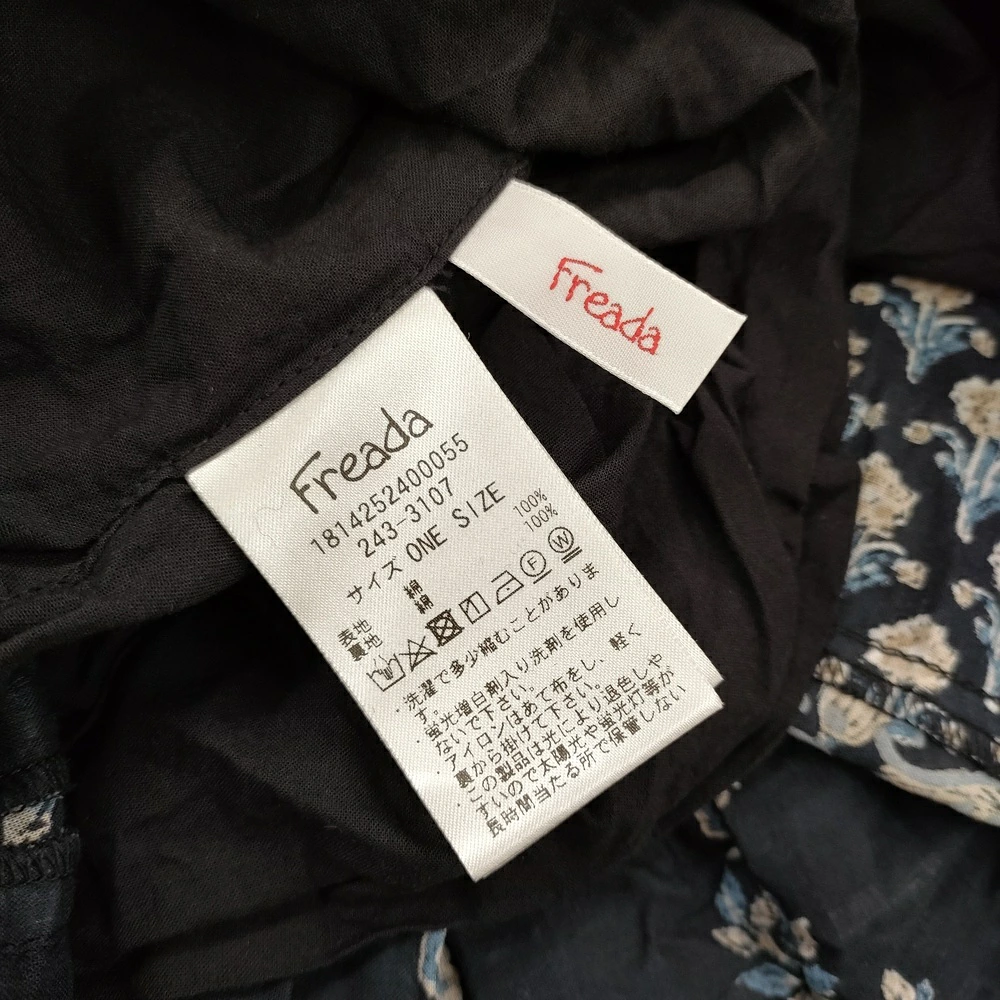 Freada
Freada
1814252400055
243-3107
サイズ ONE SIZE
表地 綿 100%
裏地 綿 100%
F W
・洗濯で多少縮むことがありま
す。
・蛍光増白剤入り洗剤を使用し
ないで下さい。
・アイロンはあて布をし、軽く
裏から掛けて下さい。
・この製品は光により退色しや
すいので太陽光や蛍光灯等が
長時間当たる所で保管しない